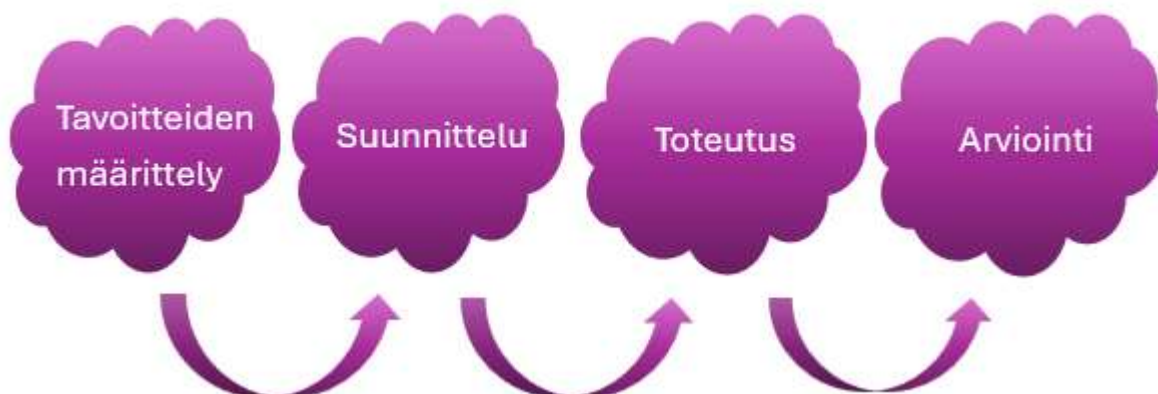 Tavoitteiden
määrittely
Suunnittelu
Toteutus
Arviointi